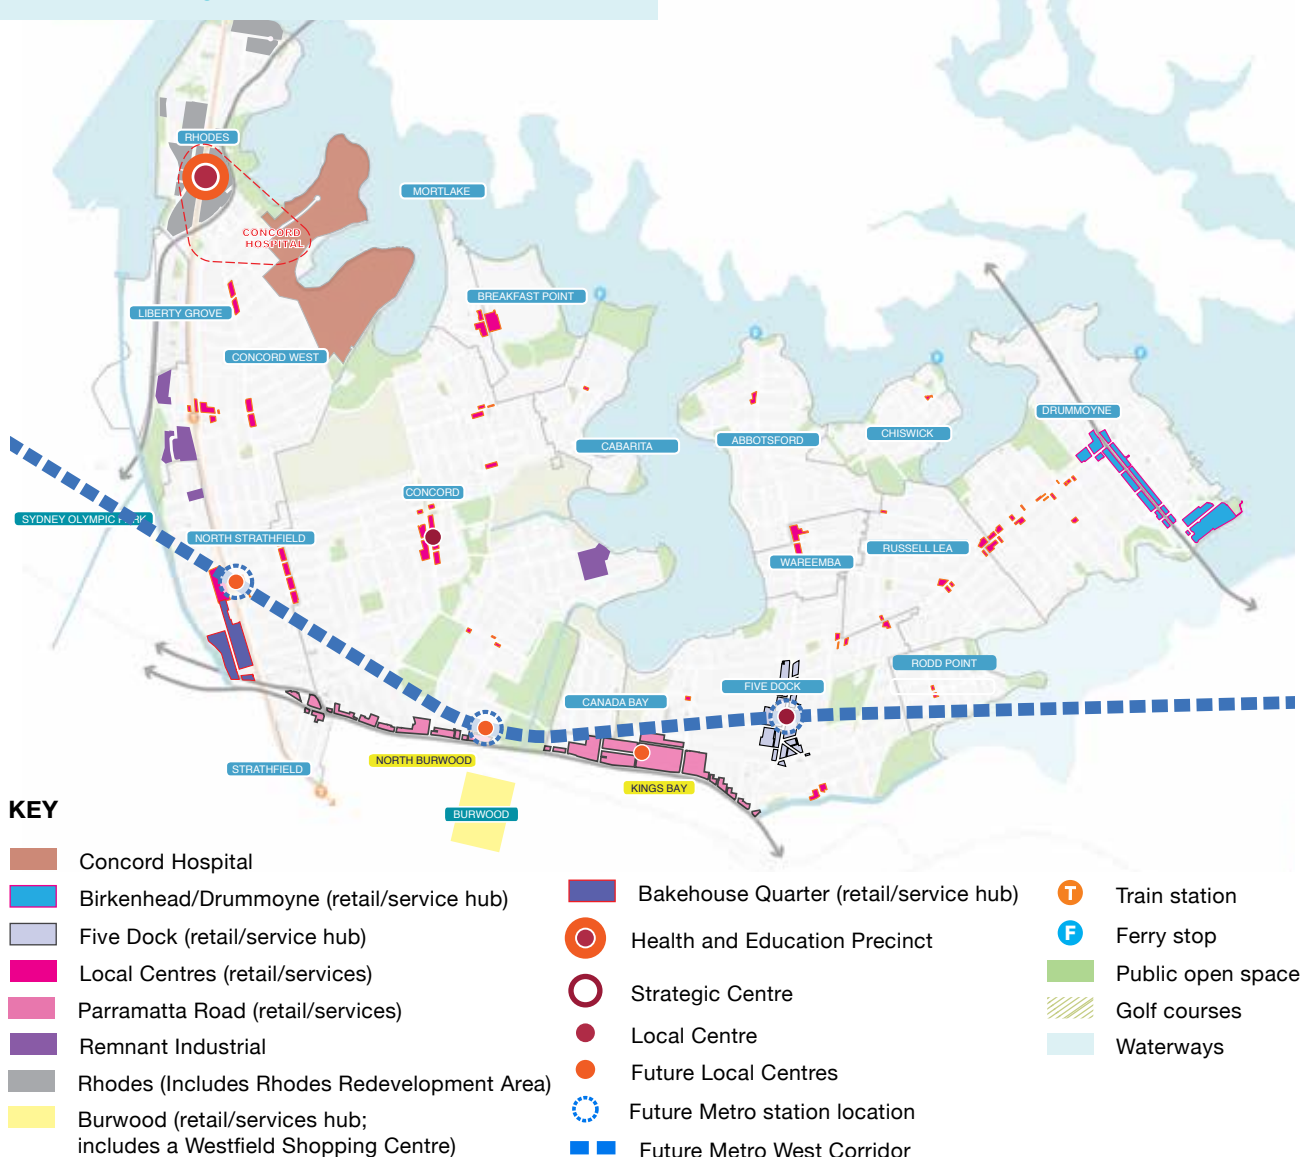 RHODES
MORTLAKE
CONCORD
HOSPITAL
BREAKFAST POINT
F
LIBERTY GROVE
CONCORD WEST
F
F
F
DRUMMOYNE
T
CABARITA
ABBOTSFORD
CHISWICK
CONCORD
SYDNEY OLYMPIC PARK
NORTH STRATHFIELD
WAREEMBA
RUSSELL LEA
RODD POINT
FIVE DOCK
CANADA BAY
NORTH BURWOOD
STRATHFIELD
T
KINGS BAY
BURWOOD
KEY
Concord Hospital
Birkenhead/Drummoyne (retail/service hub)
Five Dock (retail/service hub)
Local Centres (retail/services)
Parramatta Road (retail/services)
Remnant Industrial
Rhodes (Includes Rhodes Redevelopment Area)
Burwood (retail/services hub;
includes a Westfield Shopping Centre)
Bakehouse Quarter (retail/service hub)
Health and Education Precinct
Strategic Centre
Local Centre
Future Local Centres
Future Metro station location
Future Metro West Corridor
T Train station
F Ferry stop
Public open space
Golf courses
Waterways